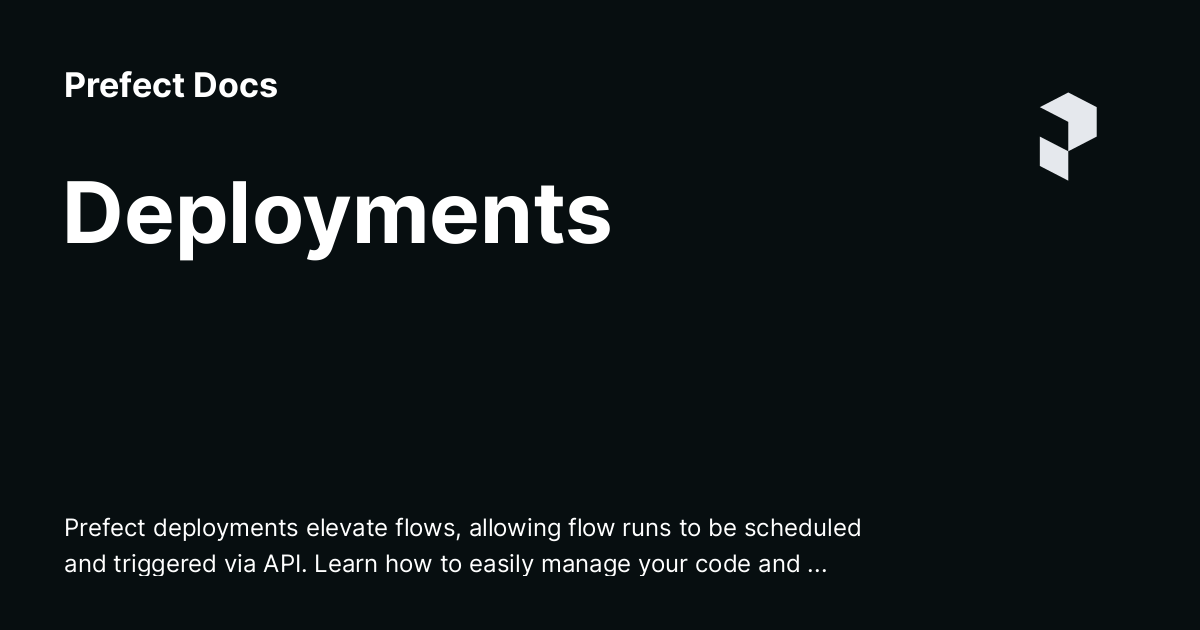 Prefect Docs
Deployments
Prefect deployments elevate flows, allowing flow runs to be scheduled
and triggered via API. Learn how to easily manage your code and ...